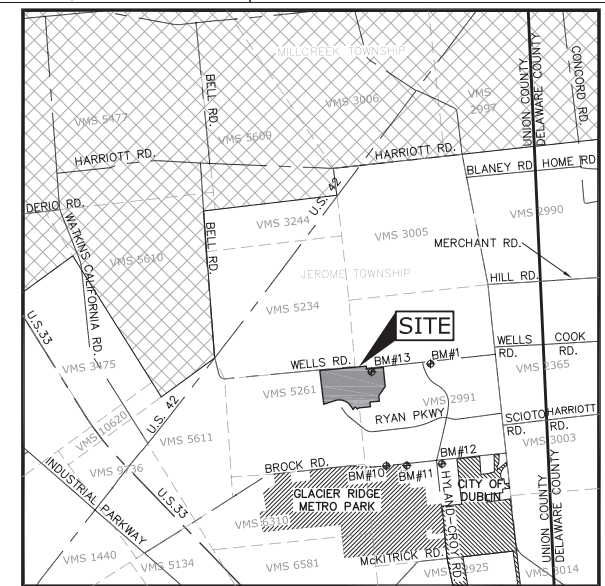 MILLCREEK TOWNSHIP
VMS 5477
BELL RD.
VMS 3006
VMS
2997
UNION COUNTY
DELAWARE COUNTY
CONCORD RD.
VMS 5609
HARRIOTT RD.
HARRIOTT RD.
BLANEY RD
HOME RD.
U.S. 42
DERIO RD.
WATKINS CALIFORNIA RD.
VMS 5610
BELL RD.
VMS 3244
VMS 3005
VMS 2990
MERCHANT RD.
JEROME TOWNSHIP
HILL RD.
U.S.33
VMS 5234
SITE
VMS 3475
WELLS RD.
BM#13
BM#1
WELLS
RD.
COOK
RD.
VMS 2365
VMS 5261
VMS 2991
U.S. 42
RYAN PKWY
SCIOTO
RD.
HARRIOTT
RD.
VMS 3003
VMS 10620
VMS 5611
VMS 9736
BROCK RD.
BM#10
BM#11
BM#12
GLACIER RIDGE
METRO PARK
CITY OF
DUBLIN
HYLAND-CROY RD.
INDUSTRIAL PARKWAY
U.S.33
VMS 6310
UNION COUNTY
DELAWARE COUNTY
McKITRICK RD.
VMS 1440
VMS 5134
VMS 6581
2925
VMS 3014